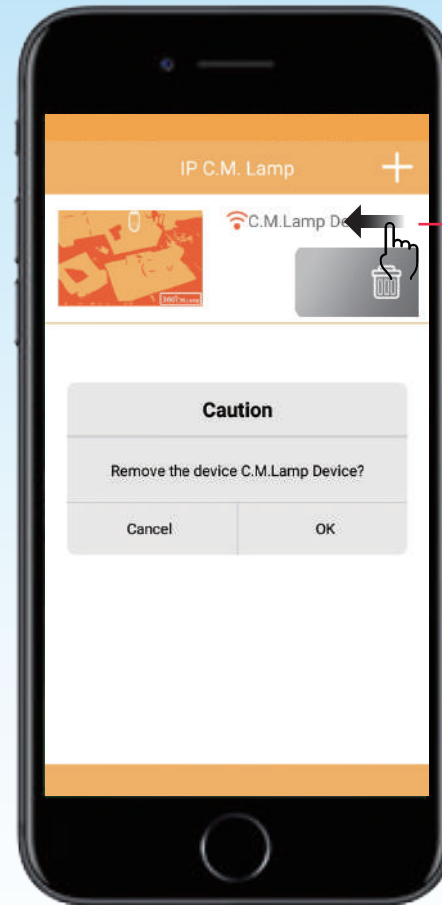 IP C.M. Lamp
C.M.Lamp De
Caution
Remove the device C.M.Lamp Device?
Cancel
OK